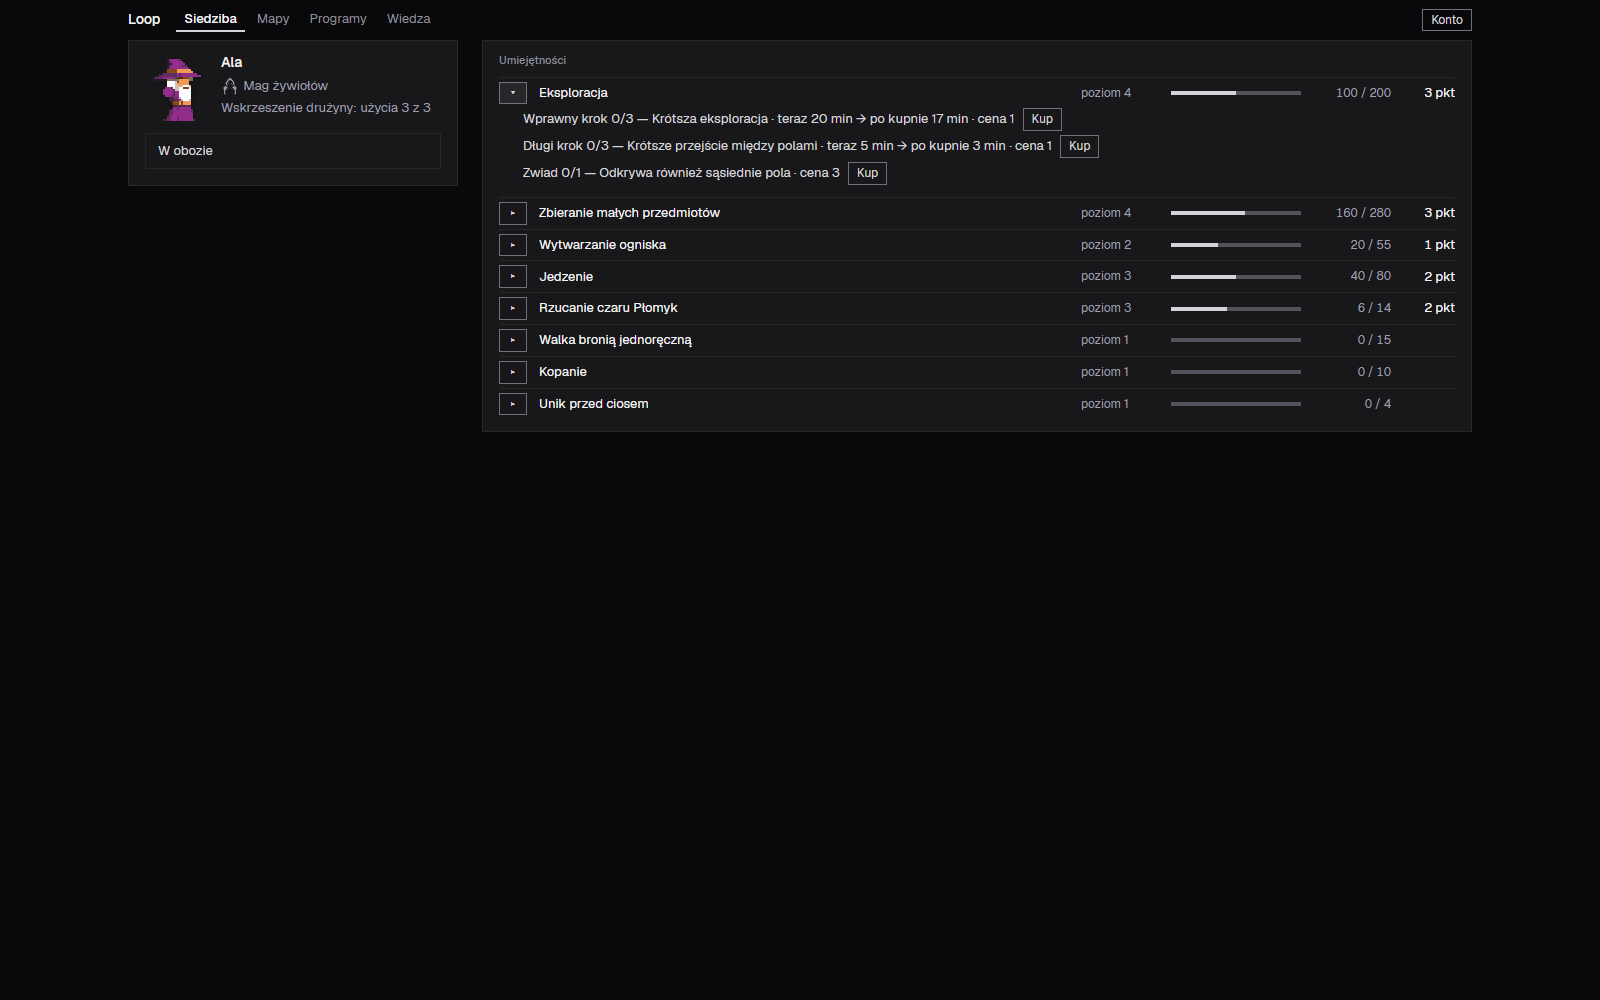 Loop Siedziba Mapy Programy Wiedza Konto
Ala
Mag żywiołów
Wskrzeszenie drużyny: użycia 3 z 3
W obozie
Umiejętności
Eksploracja poziom 4 100 / 200 3 pkt
Wprawny krok 0/3 — Krótsza eksploracja · teraz 20 min → po kupnie 17 min · cena 1 Kup
Długi krok 0/3 — Krótsze przejście między polami · teraz 5 min → po kupnie 3 min · cena 1 Kup
Zwiad 0/1 — Odkrywa również sąsiednie pola · cena 3 Kup
Zbieranie małych przedmiotów poziom 4 160 / 280 3 pkt
Wytwarzanie ogniska poziom 2 20 / 55 1 pkt
Jedzenie poziom 3 40 / 80 2 pkt
Rzucanie czaru Płomyk poziom 3 6 / 14 2 pkt
Walka bronią jednoręczną poziom 1 0 / 15
Kopanie poziom 1 0 / 10
Unik przed ciosem poziom 1 0 / 4